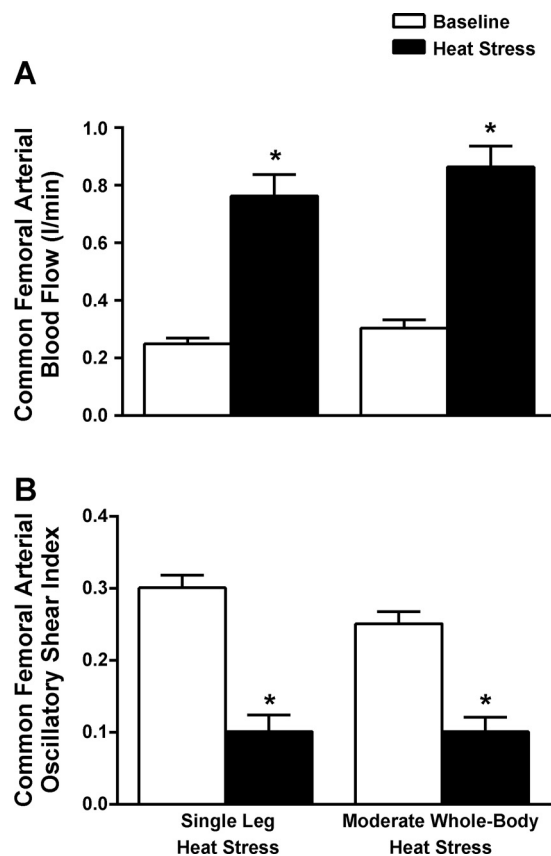 Baseline
Heat Stress
A
Common Femoral Arterial
Blood Flow (l/min)
1.0
0.8
0.6
0.4
0.2
0.0
*
*
B
Common Femoral Arterial
Oscillatory Shear Index
0.4
0.3
0.2
0.1
0.0
*
*
Single Leg
Heat Stress
Moderate Whole-Body
Heat Stress